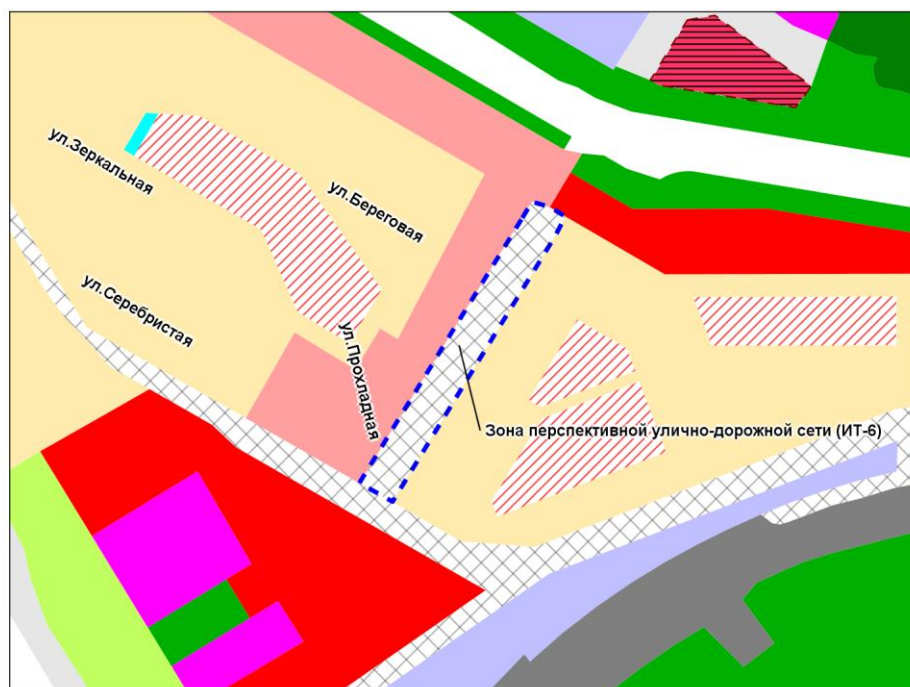 ул.Зеркальная
ул.Береговая
ул.Серебристая
ул.Прохладная
Зона перспективной улично-дорожной сети (ИТ-6)